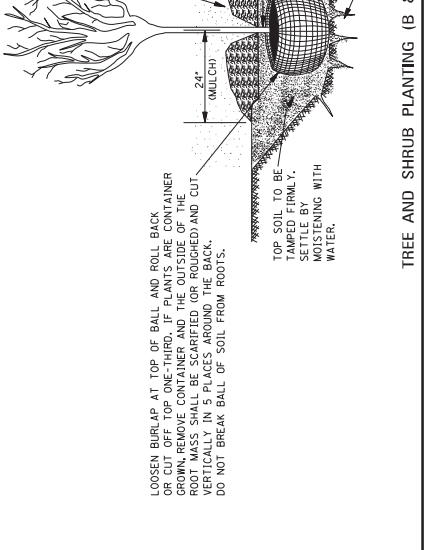 LOOSEN BURLAP AT TOP OF BALL AND ROLL BACK
OR CUT OFF TOP ONE-THIRD. IF PLANTS ARE CONTAINER
GROWN, REMOVE CONTAINER AND THE OUTSIDE OF THE
ROOT MASS SHALL BE SCARIFIED (OR ROUGHED) AND CUT
VERTICALLY IN 5 PLACES AROUND THE BACK.
DO NOT BREAK BALL OF SOIL FROM ROOTS.
24"
(MULCH)
TOP SOIL TO BE
TAMPED FIRMLY.
SETTLE BY
MOISTENING WITH
WATER.
TREE AND SHRUB PLANTING (B &